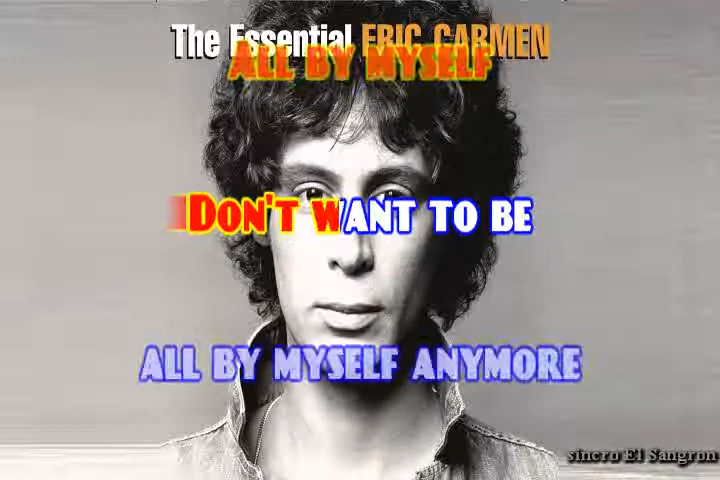 The Essential ERIC CARMEN
ALL BY MYSELF
DON'T WANT TO BE
ALL BY MYSELF ANYMORE
sincro El Sangron